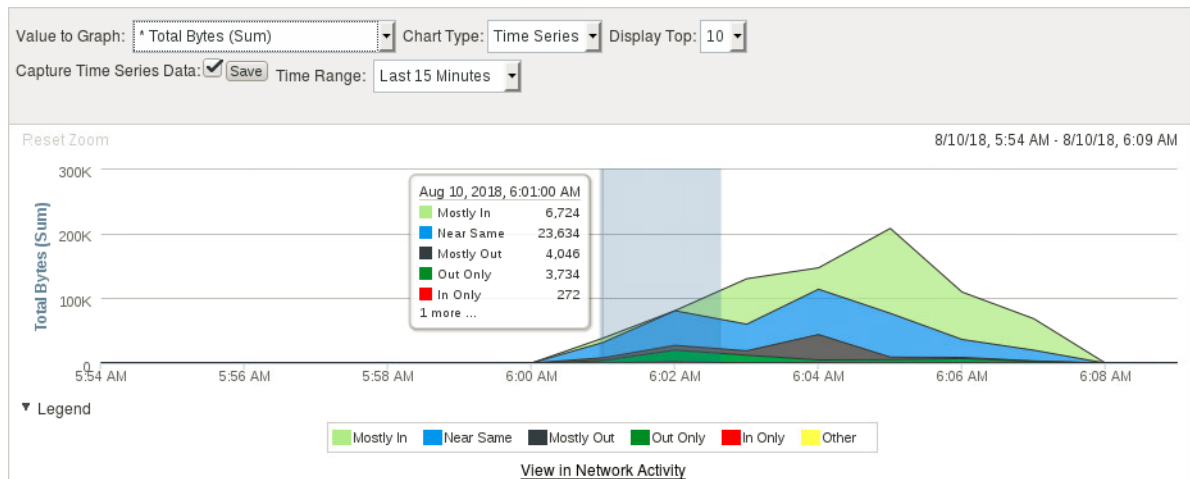 Value to Graph: * Total Bytes (Sum) Chart Type: Time Series Display Top: 10
Capture Time Series Data: Save Time Range: Last 15 Minutes
Reset Zoom 8/10/18, 5:54 AM - 8/10/18, 6:09 AM
Total Bytes (Sum)
300K
200K
100K
0
Aug 10, 2018, 6:01:00 AM
Mostly In 6,724
Near Same 23,634
Mostly Out 4,046
Out Only 3,734
In Only 272
1 more ...
5:54 AM 5:56 AM 5:58 AM 6:00 AM 6:02 AM 6:04 AM 6:06 AM 6:08 AM
Legend
Mostly In Near Same Mostly Out Out Only In Only Other
View in Network Activity